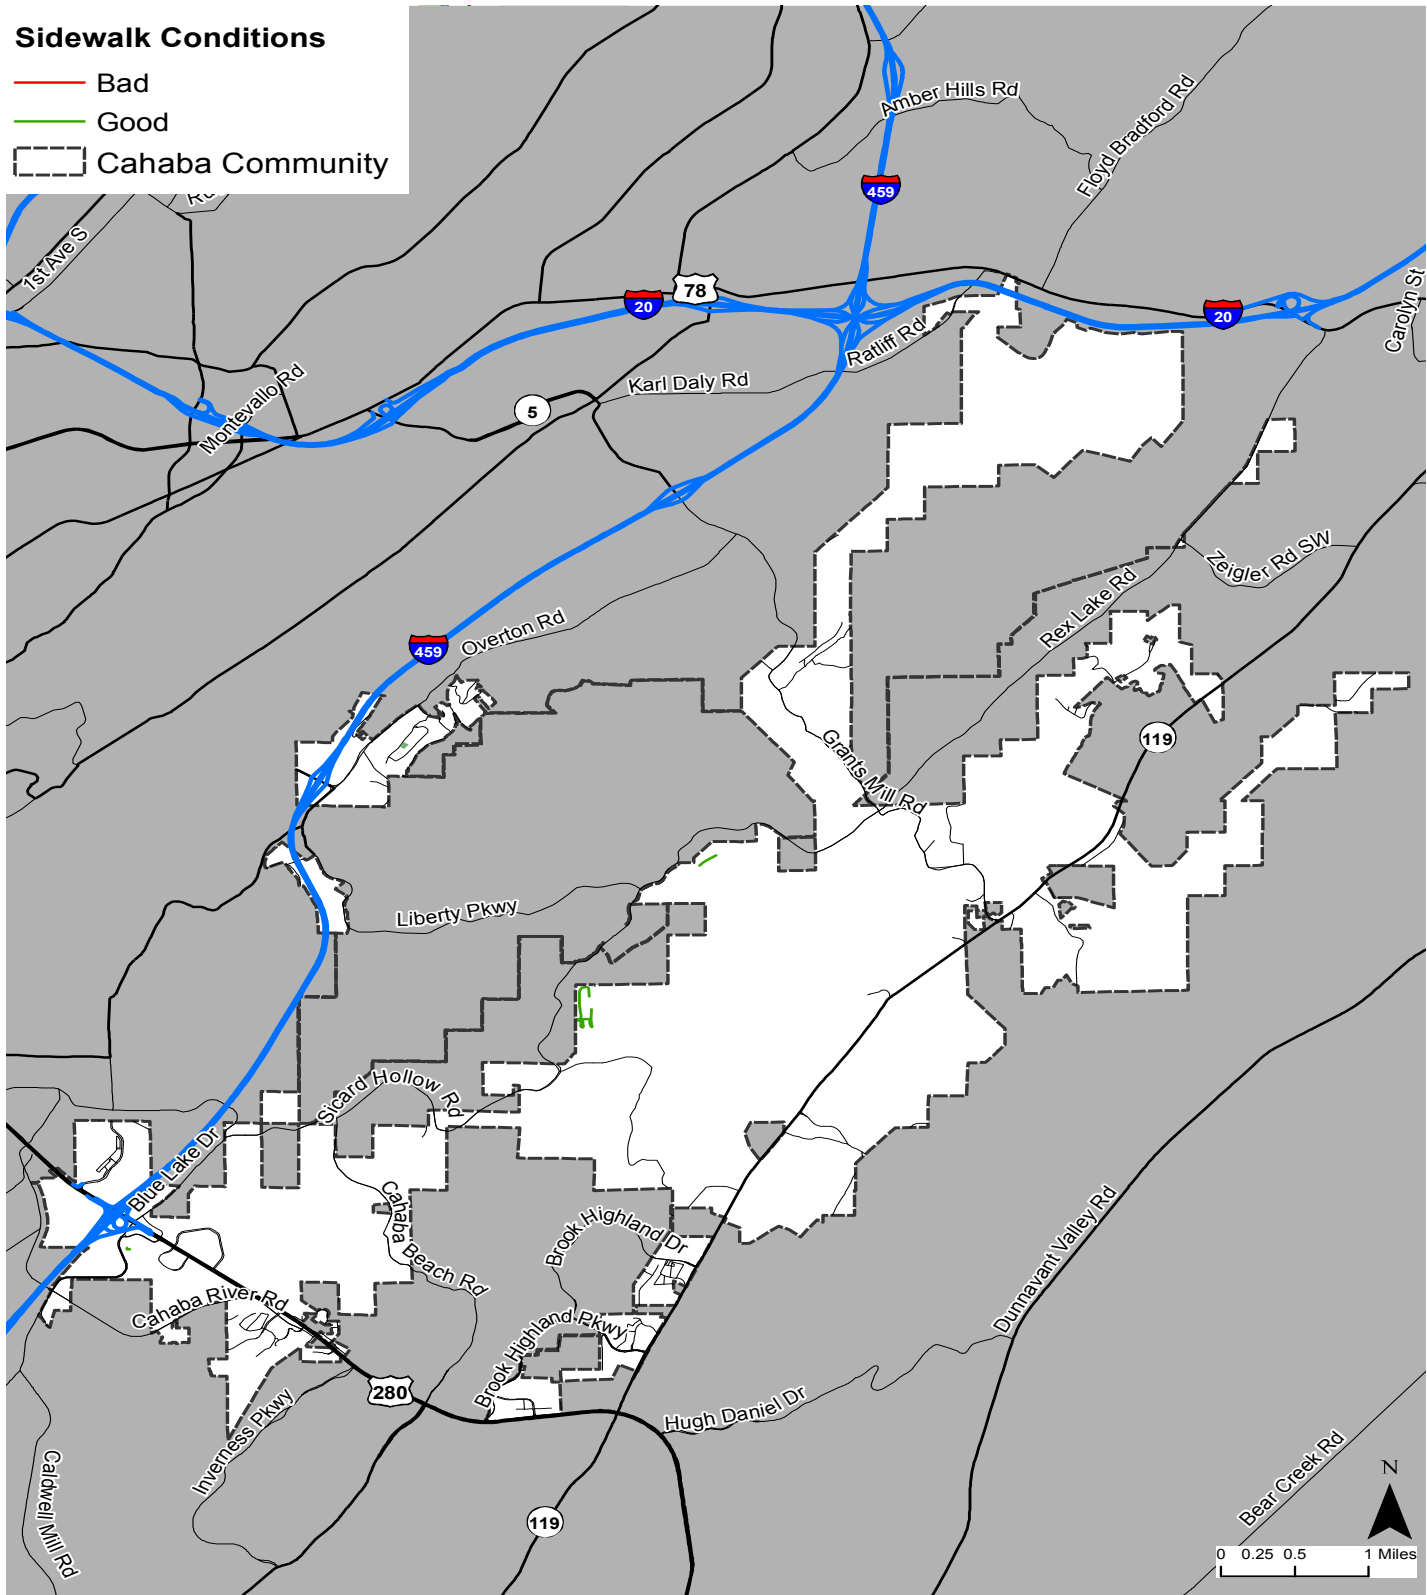 Sidewalk Conditions
Bad
Good
Cahaba Community
Amber Hills Rd
Floyd Bradford Rd
459
1st Ave S
78
20
20
Carolyn St
Ratliff Rd
Karl Daly Rd
Montevallo Rd
5
Zeigler Rd SW
Rex Lake Rd
Overton Rd
459
119
Grants Mill Rd
Liberty Pkwy
Sicard Hollow Rd
Blue Lake Dr
Cahaba Beach Rd
Brook Highland Dr
Dunnavant Valley Rd
Cahaba River Rd
Brook Highland Pkwy
280
Inverness Pkwy
Hugh Daniel Dr
Caldwell Mill Rd
Bear Creek Rd
119
N
0 0.25 0.5 1 Miles